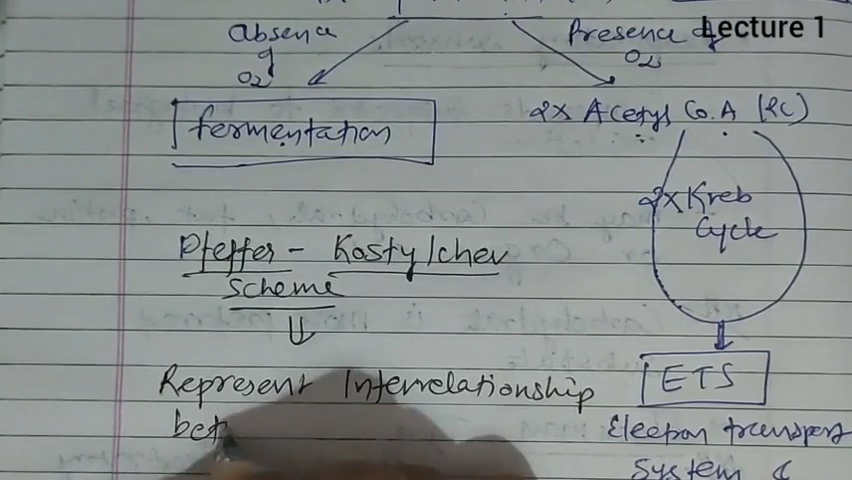 Absence
of
O2
Presence of
O2
Lecture 1
fermentation
2x Acetyl Co.A (2C)
2x Kreb
Cycle
Pfeffer - Kostylchev
Scheme
⇓
Represent Interrelationship
bet
ETS
Electron transport
System &